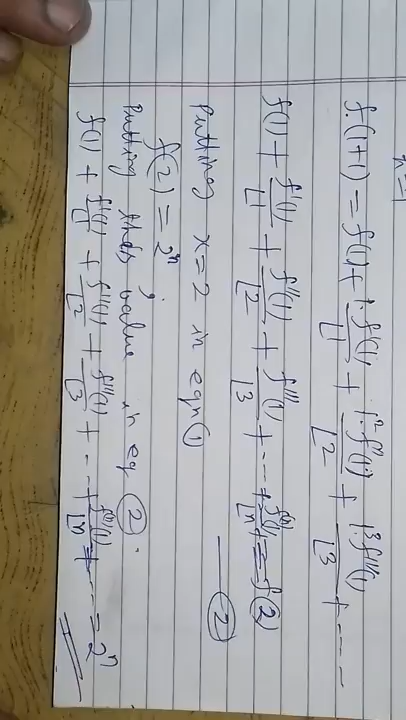 h=1
f(1+1) = f(1) + 1·f'(1)/⌊1 + 1²·f''(1)/⌊2 + 1³·f'''(1)/⌊3 + ----
f(1) + f'(1)/⌊1 + f''(1)/⌊2 + f'''(1)/⌊3 + --- + fⁿ(1)/⌊n = f(2)
—— ②
Putting x=2 in eqn ①
f(2) = 2ⁿ
Putting this value in eq ②.
f(1) + f'(1)/⌊1 + f''(1)/⌊2 + f'''(1)/⌊3 + --- + fⁿ(1)/⌊n + --- = 2ⁿ